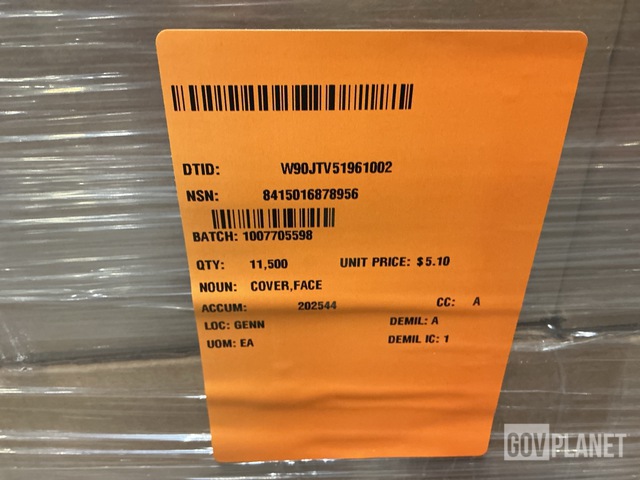 DTID: W90JTV51961002
NSN: 8415016878956
BATCH: 1007705598
QTY: 11,500 UNIT PRICE: $5.10
NOUN: COVER,FACE
ACCUM: 202544 CC: A
LOC: GENN DEMIL: A
UOM: EA DEMIL IC: 1
GOVPLANET